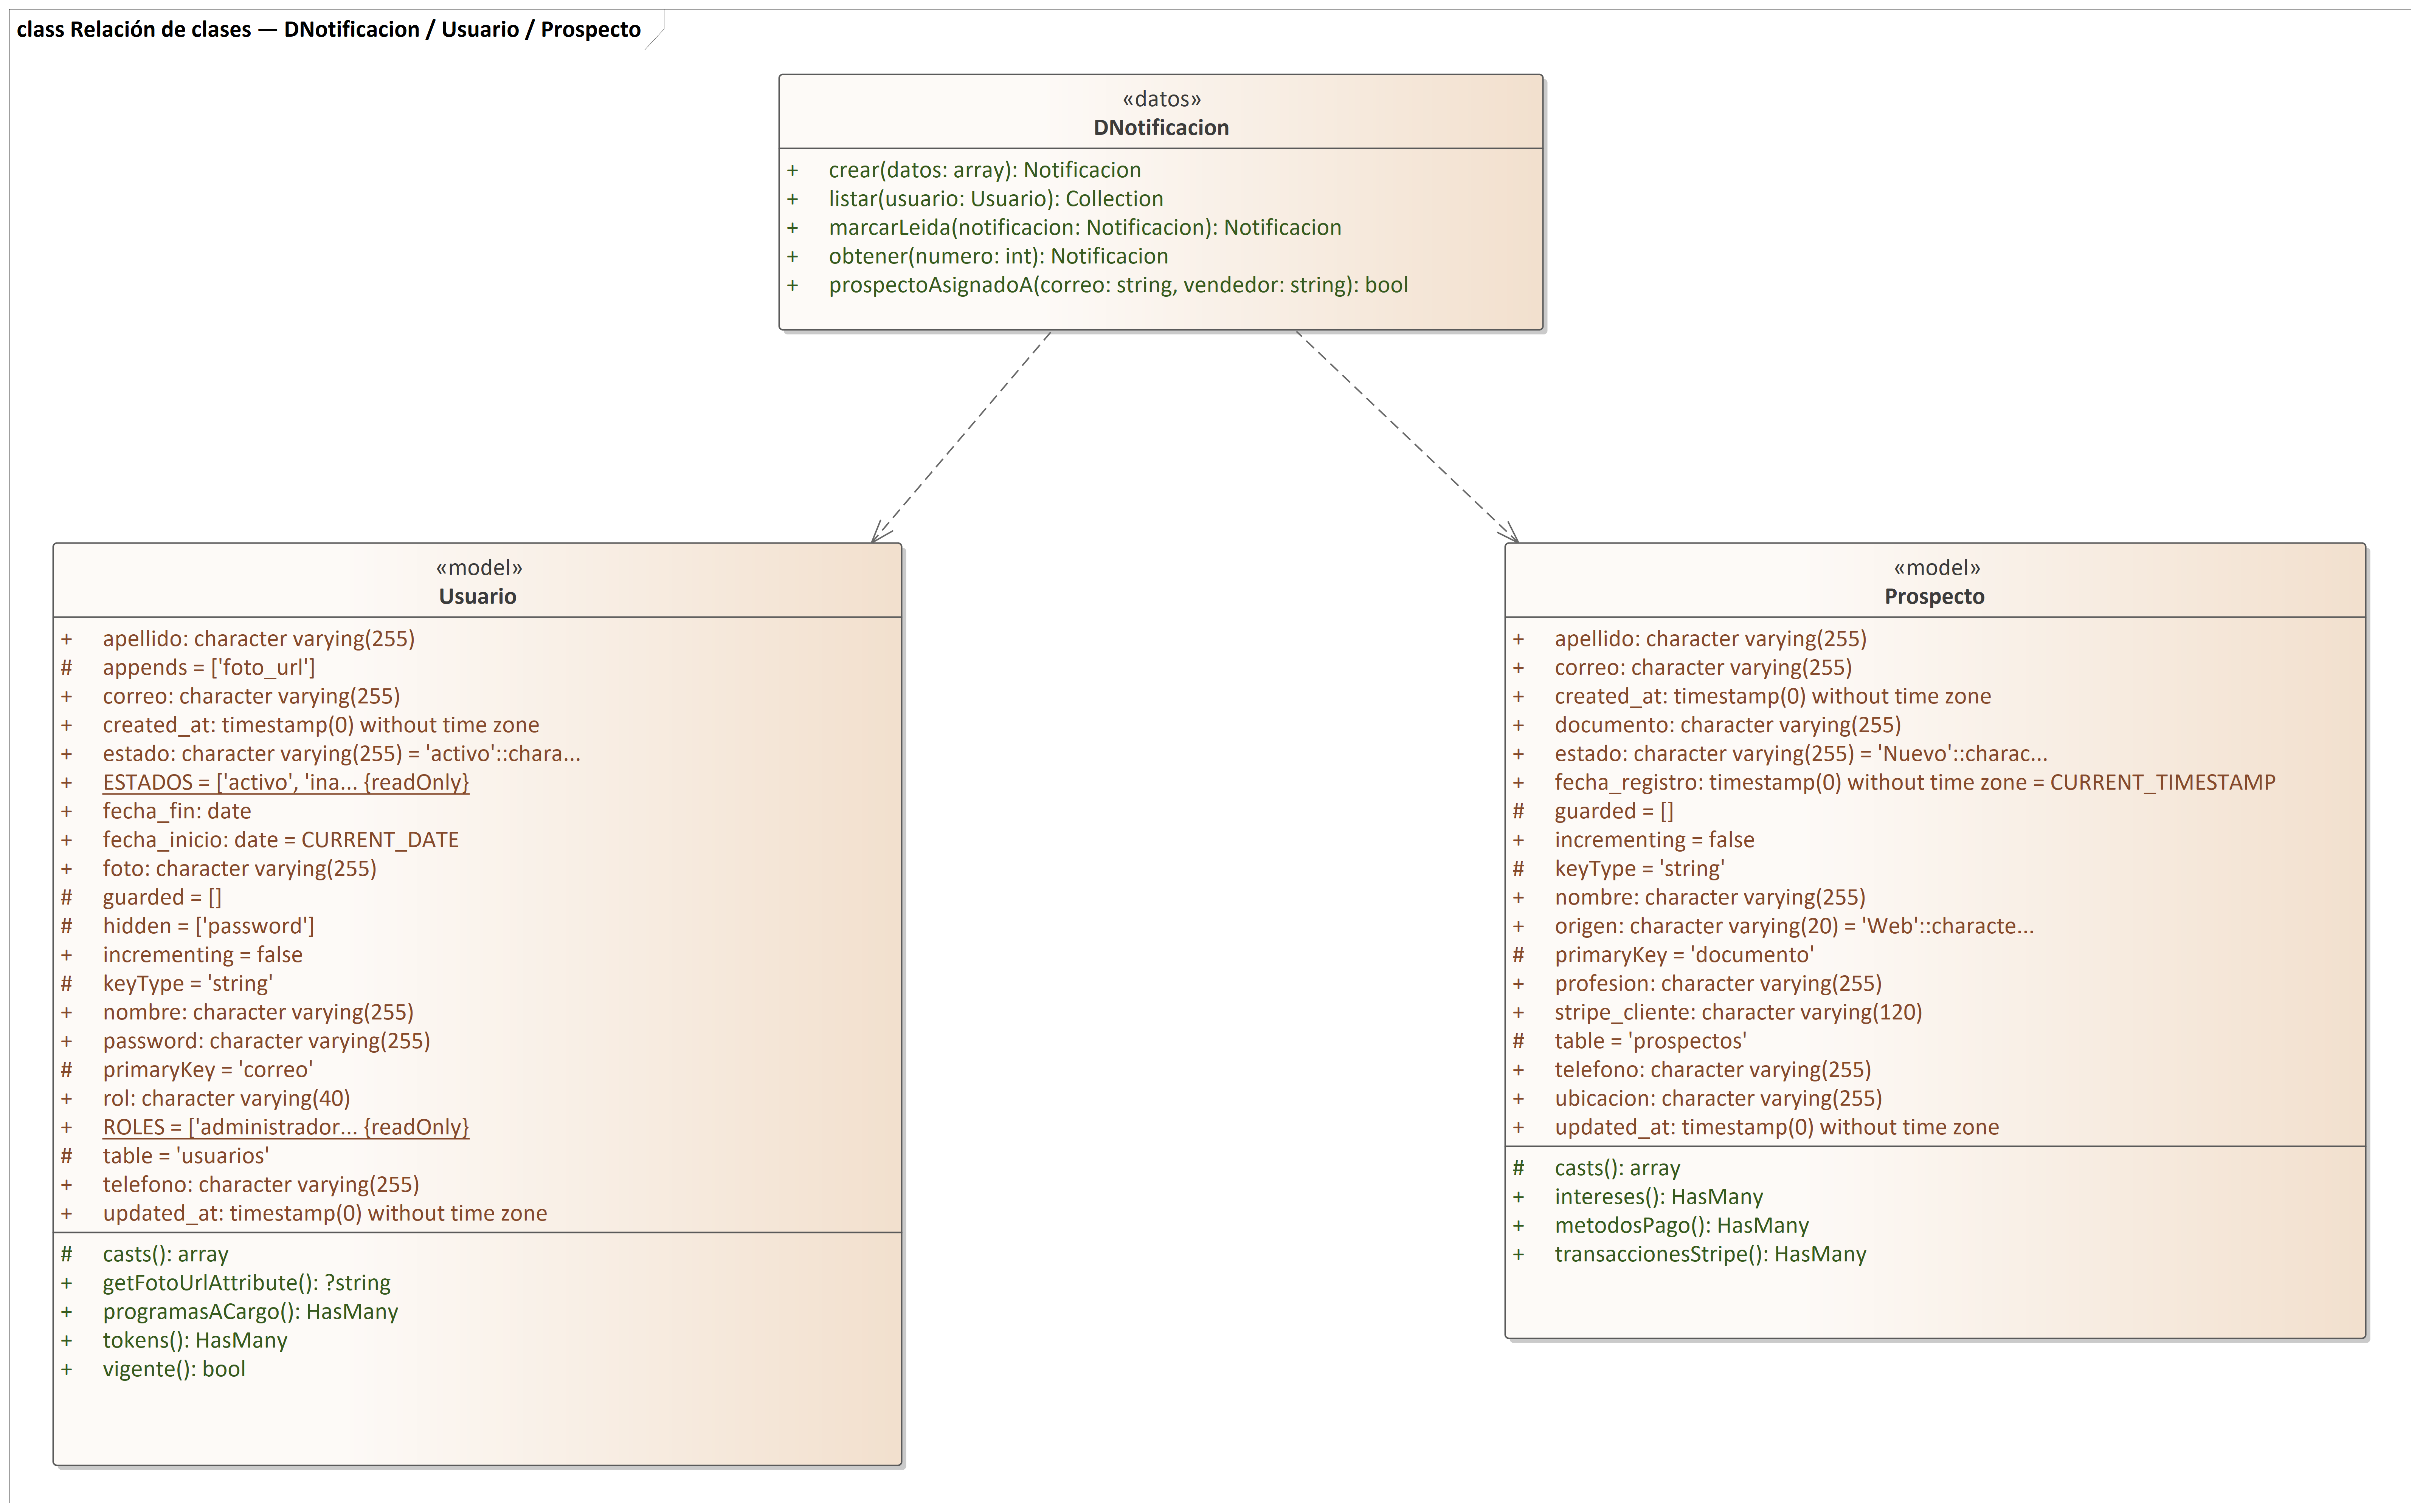 class Relación de clases — DNotificacion / Usuario / Prospecto
«datos»
DNotificacion
+ crear(datos: array): Notificacion
+ listar(usuario: Usuario): Collection
+ marcarLeida(notificacion: Notificacion): Notificacion
+ obtener(numero: int): Notificacion
+ prospectoAsignadoA(correo: string, vendedor: string): bool
«model»
Usuario
+ apellido: character varying(255)
# appends = ['foto_url']
+ correo: character varying(255)
+ created_at: timestamp(0) without time zone
+ estado: character varying(255) = 'activo'::chara...
+ ESTADOS = ['activo', 'ina... {readOnly}
+ fecha_fin: date
+ fecha_inicio: date = CURRENT_DATE
+ foto: character varying(255)
# guarded = []
# hidden = ['password']
+ incrementing = false
# keyType = 'string'
+ nombre: character varying(255)
+ password: character varying(255)
# primaryKey = 'correo'
+ rol: character varying(40)
+ ROLES = ['administrador... {readOnly}
# table = 'usuarios'
+ telefono: character varying(255)
+ updated_at: timestamp(0) without time zone
# casts(): array
+ getFotoUrlAttribute(): ?string
+ programasACargo(): HasMany
+ tokens(): HasMany
+ vigente(): bool
«model»
Prospecto
+ apellido: character varying(255)
+ correo: character varying(255)
+ created_at: timestamp(0) without time zone
+ documento: character varying(255)
+ estado: character varying(255) = 'Nuevo'::charac...
+ fecha_registro: timestamp(0) without time zone = CURRENT_TIMESTAMP
# guarded = []
+ incrementing = false
# keyType = 'string'
+ nombre: character varying(255)
+ origen: character varying(20) = 'Web'::characte...
# primaryKey = 'documento'
+ profesion: character varying(255)
+ stripe_cliente: character varying(120)
# table = 'prospectos'
+ telefono: character varying(255)
+ ubicacion: character varying(255)
+ updated_at: timestamp(0) without time zone
# casts(): array
+ intereses(): HasMany
+ metodosPago(): HasMany
+ transaccionesStripe(): HasMany